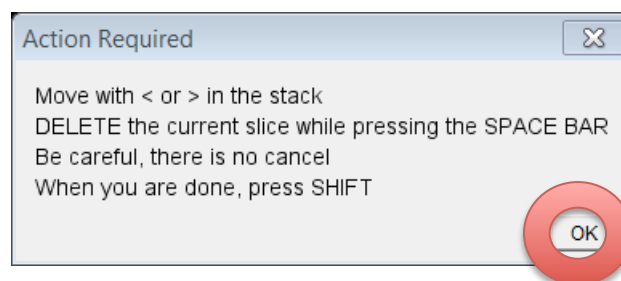 Action Required
Move with < or > in the stack
DELETE the current slice while pressing the SPACE BAR
Be careful, there is no cancel
When you are done, press SHIFT
OK